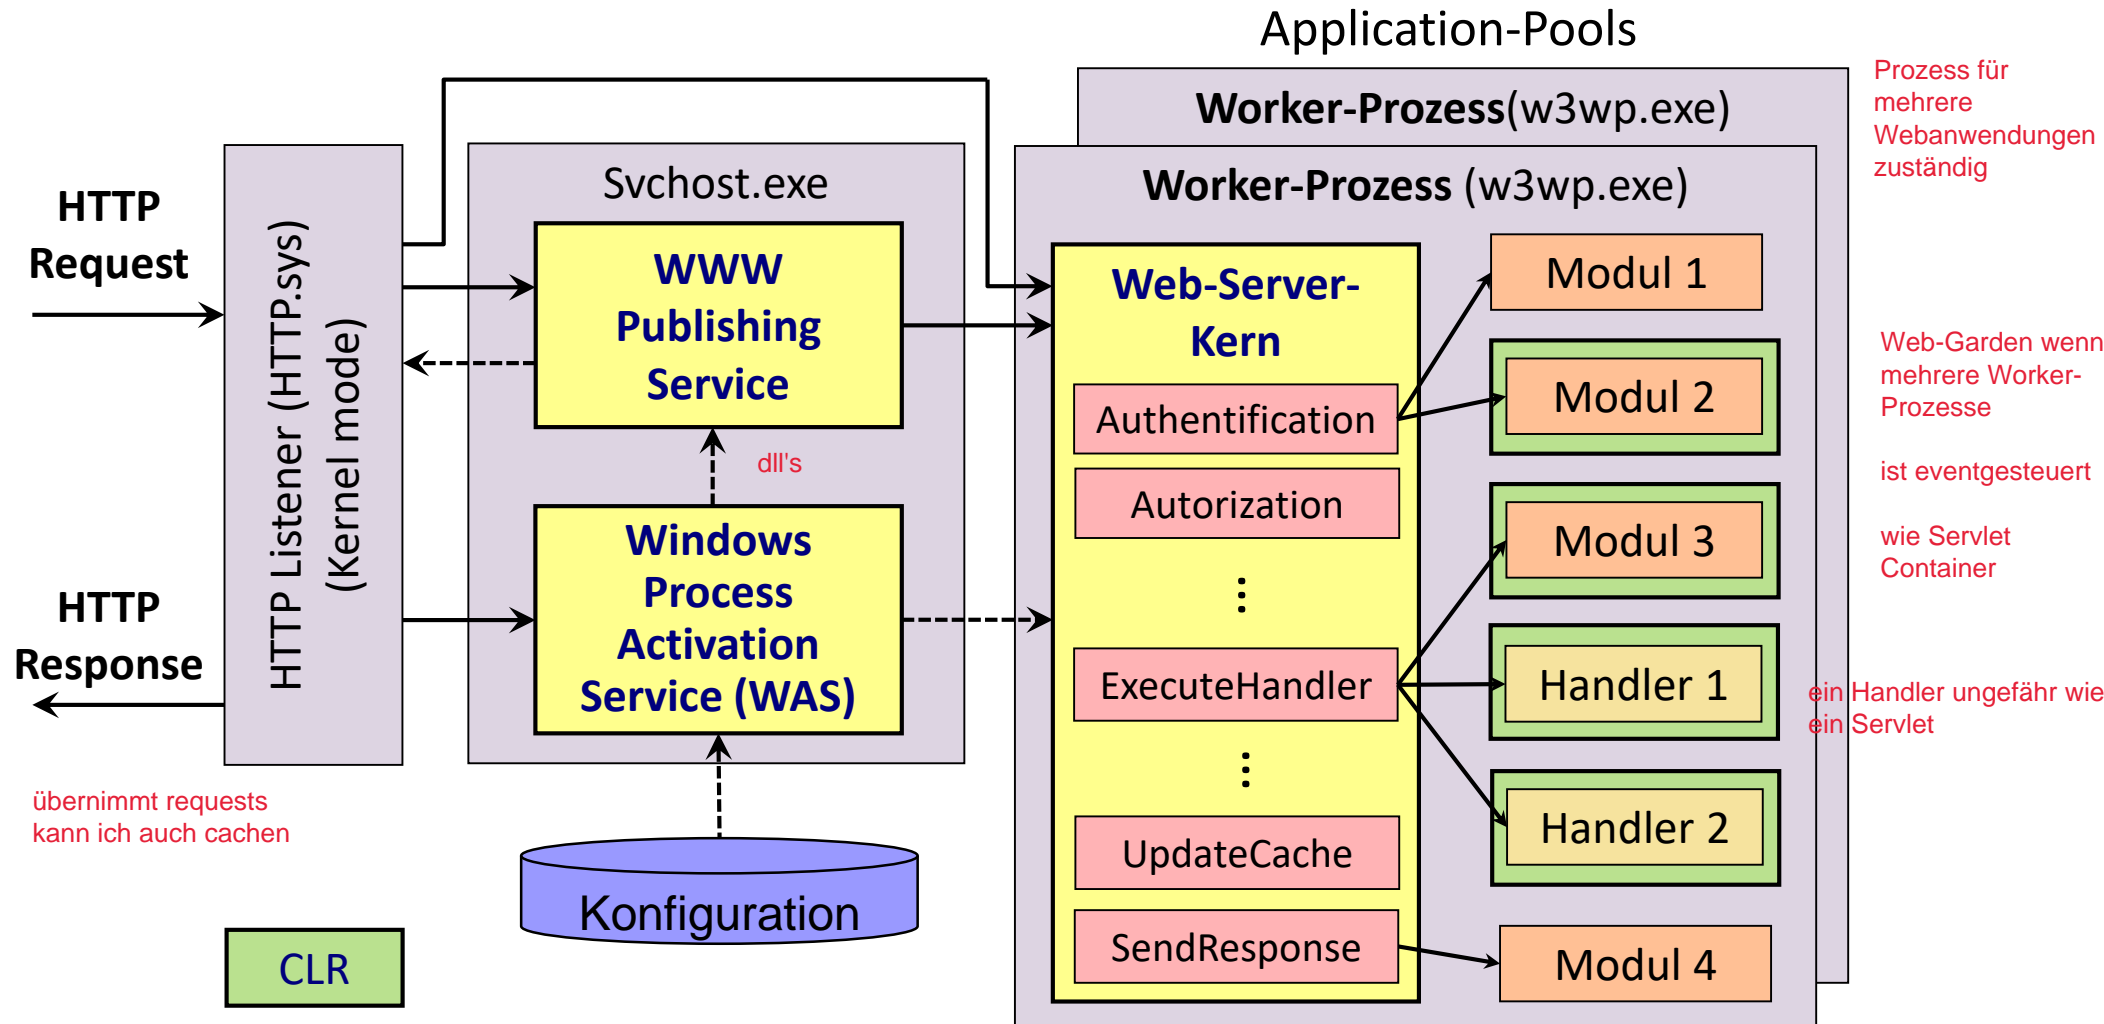 Application-Pools
Prozess für
mehrere
Webanwendungen
zuständig
Worker-Prozess(w3wp.exe)
Worker-Prozess (w3wp.exe)
Svchost.exe
HTTP
Request
HTTP Listener (HTTP.sys)
(Kernel mode)
WWW
Publishing
Service
dll's
Windows
Process
Activation
Service (WAS)
HTTP
Response
übernimmt requests
kann ich auch cachen
Konfiguration
CLR
Web-Server-
Kern
Authentification
Autorization
...
ExecuteHandler
...
UpdateCache
SendResponse
Modul 1
Modul 2
Modul 3
Handler 1
Handler 2
Modul 4
Web-Garden wenn
mehrere Worker-
Prozesse
ist eventgesteuert
wie Servlet
Container
ein Handler ungefähr wie
ein Servlet